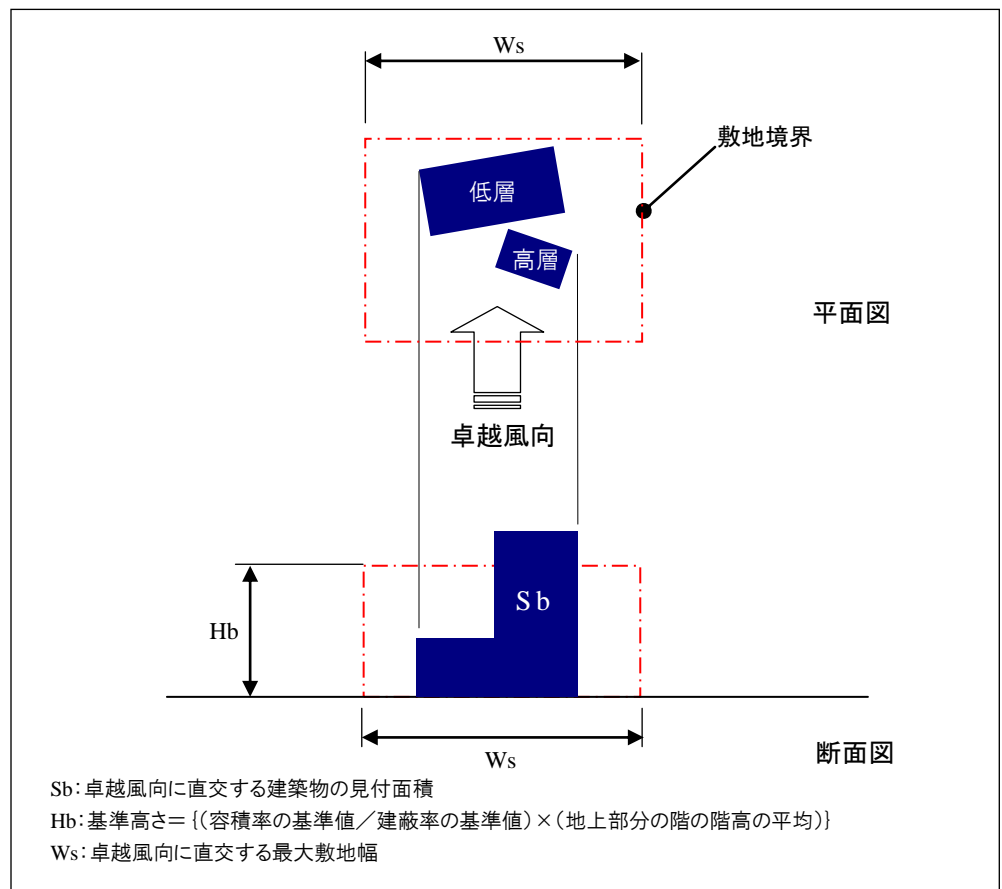 Ws
敷地境界
低層
高層
平面図
卓越風向
Sb
Hb
Ws
断面図
Sb：卓越風向に直交する建築物の見付面積
Hb：基準高さ＝｛（容積率の基準値／建蔽率の基準値）×（地上部分の階の階高の平均）｝
Ws：卓越風向に直交する最大敷地幅